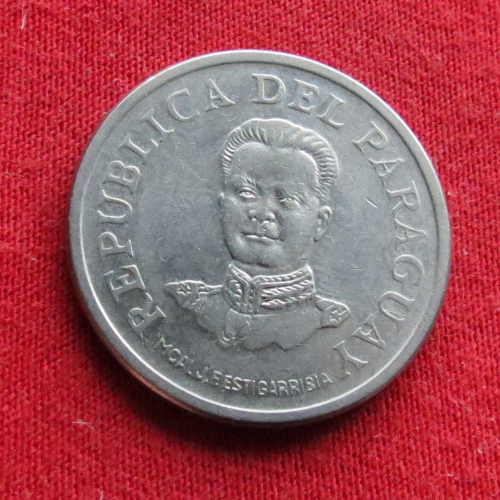 REPUBLICA DEL PARAGUAY
MCAL. J.F. ESTIGARRIBIA